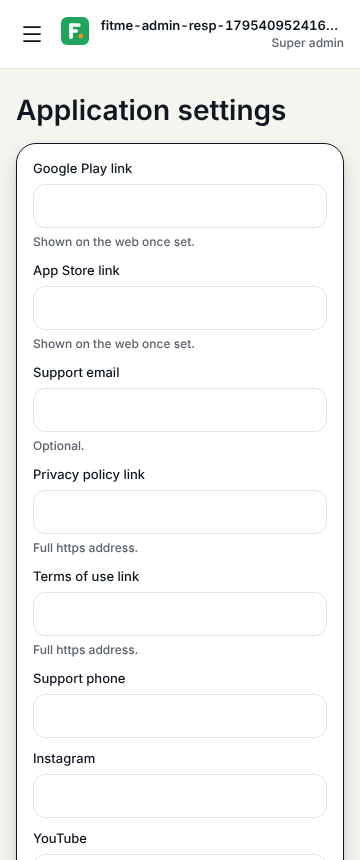 F.
fitme-admin-resp-179540952416...
Super admin
Application settings
Google Play link
Shown on the web once set.
App Store link
Shown on the web once set.
Support email
Optional.
Privacy policy link
Full https address.
Terms of use link
Full https address.
Support phone
Instagram
YouTube